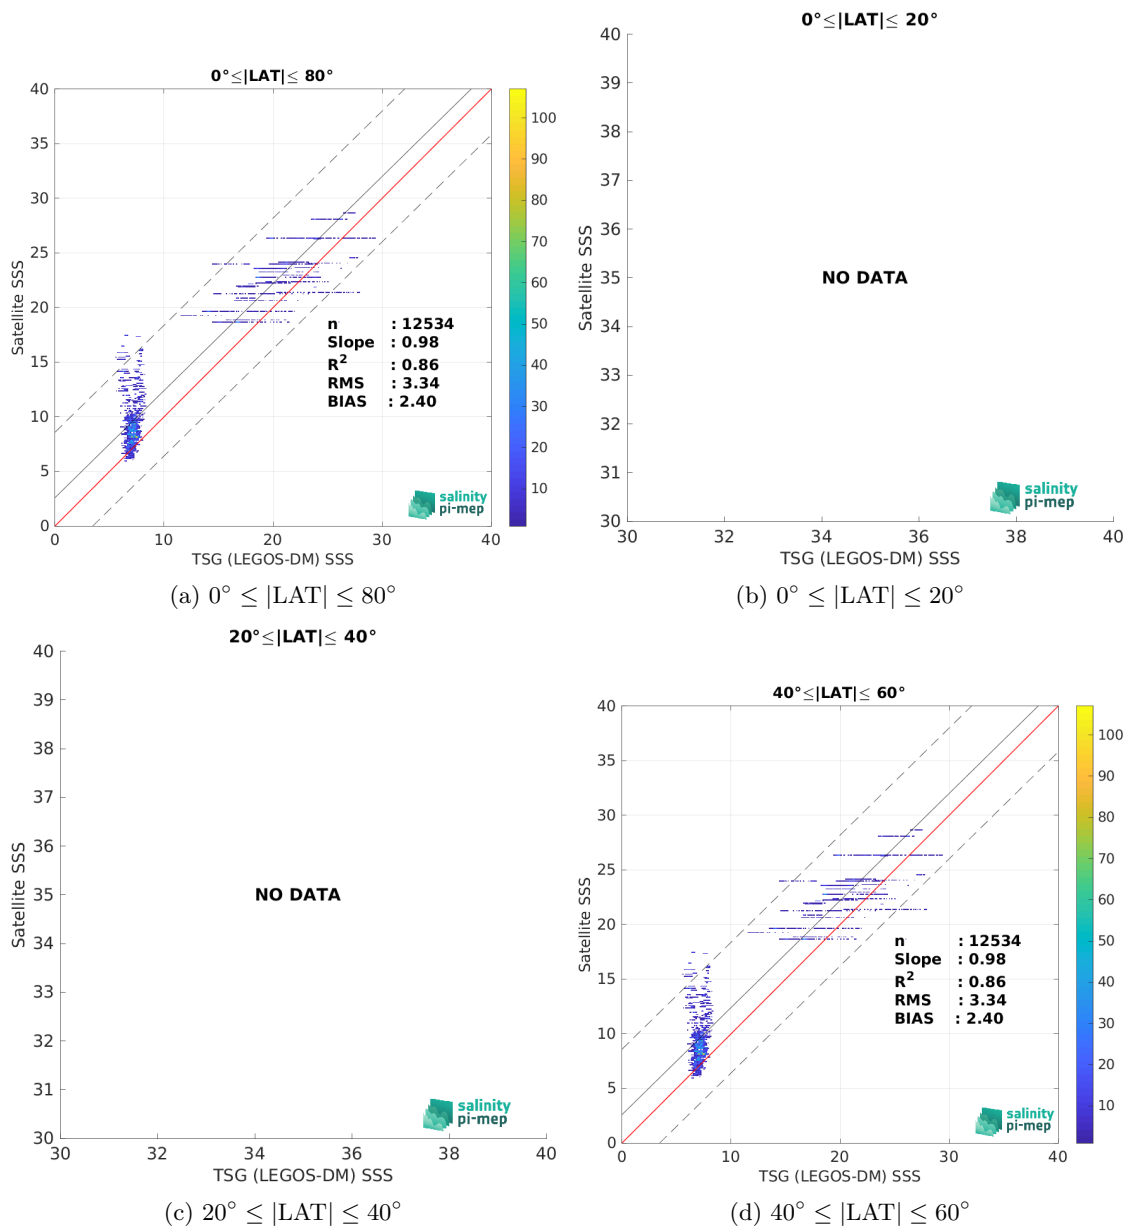 0°≤|LAT|≤ 80°
40
35
30
25
20
15
10
5
0
Satellite SSS
0
10
20
30
40
TSG (LEGOS-DM) SSS
100
90
80
70
60
50
40
30
20
10
n : 12534
Slope : 0.98
R2 : 0.86
RMS : 3.34
BIAS : 2.40
salinity
pi-mep
(a) 0° ≤ |LAT| ≤ 80°
0°≤|LAT|≤ 20°
40
39
38
37
36
35
34
33
32
31
30
Satellite SSS
NO DATA
salinity
pi-mep
30
32
34
36
38
40
TSG (LEGOS-DM) SSS
(b) 0° ≤ |LAT| ≤ 20°
20°≤|LAT|≤ 40°
40
39
38
37
36
35
34
33
32
31
30
Satellite SSS
NO DATA
salinity
pi-mep
30
32
34
36
38
40
TSG (LEGOS-DM) SSS
(c) 20° ≤ |LAT| ≤ 40°
40°≤|LAT|≤ 60°
40
35
30
25
20
15
10
5
0
Satellite SSS
0
10
20
30
40
TSG (LEGOS-DM) SSS
100
90
80
70
60
50
40
30
20
10
n : 12534
Slope : 0.98
R2 : 0.86
RMS : 3.34
BIAS : 2.40
salinity
pi-mep
(d) 40° ≤ |LAT| ≤ 60°